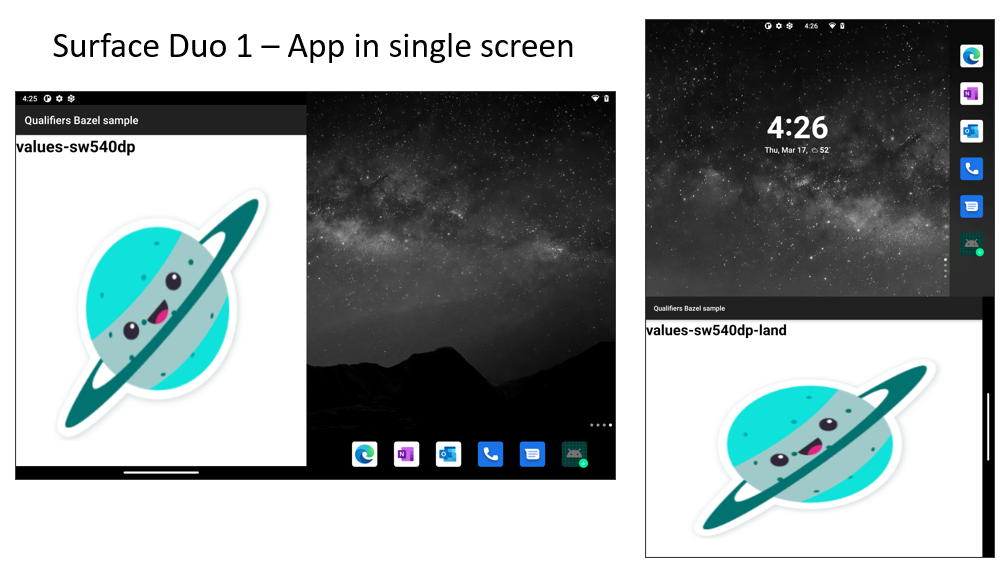 Surface Duo 1 – App in single screen
4:25
Qualifiers Bazel sample
values-sw540dp
4:26
4:26
Thu, Mar 17, 52°
Qualifiers Bazel sample
values-sw540dp-land